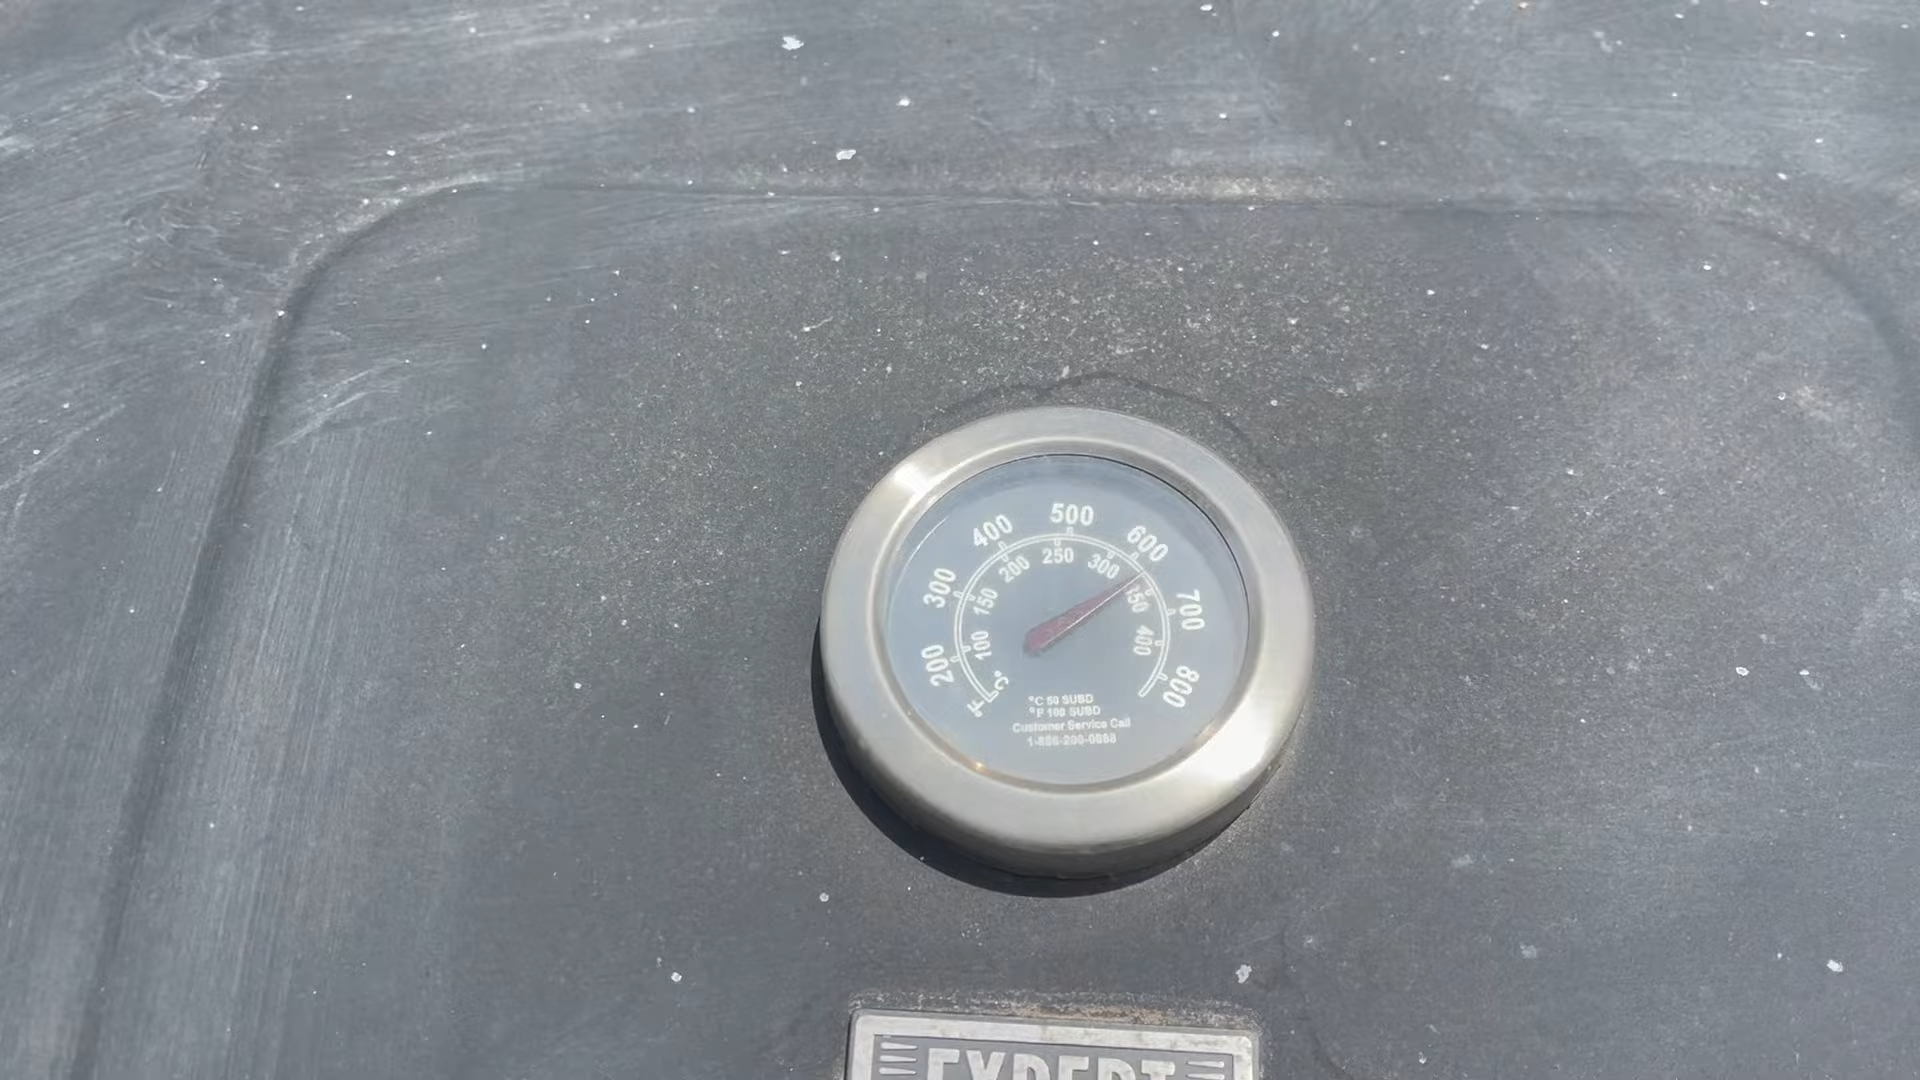 200 300 400 500 600 700 800
100 150 200 250 300 350 400
°F °C
°C 50 SUBD
°F 100 SUBD
Customer Service Call
EXPERT